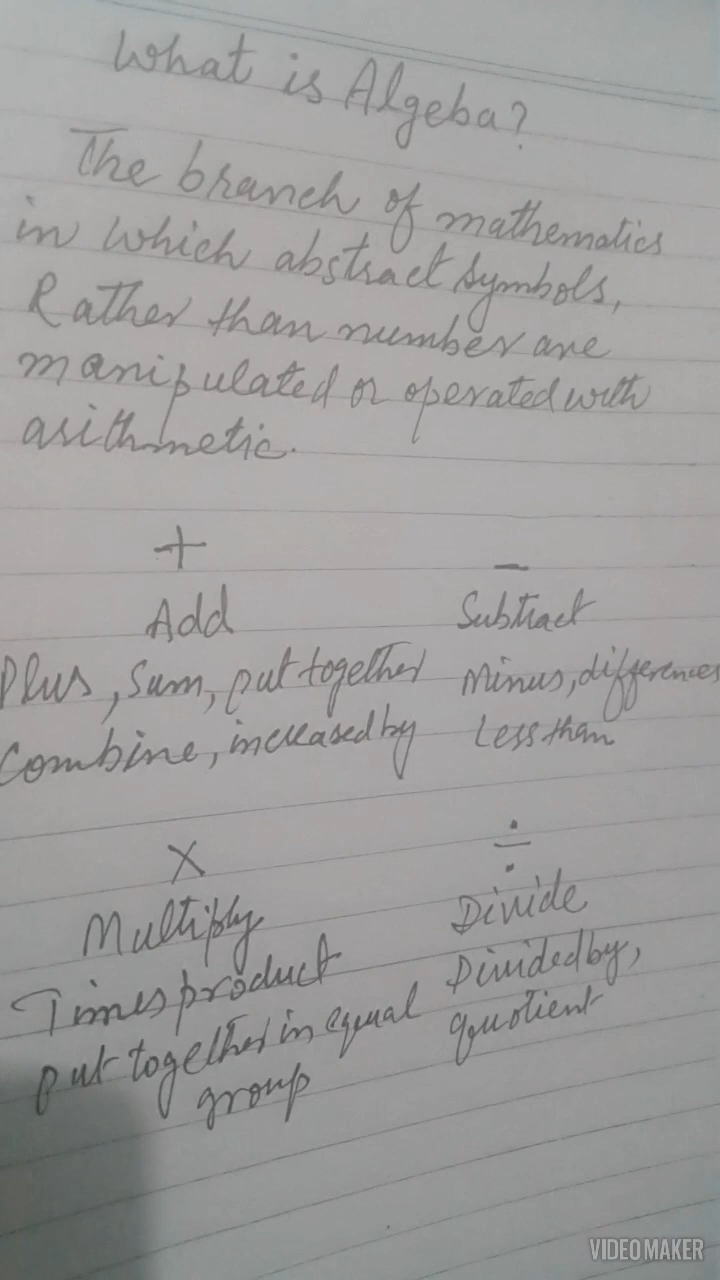 What is Algeba?
The branch of mathematics
in which abstract symbols,
Rather than number are
manipulated or operated with
arithmetic.
+ −
Add Subtract
Plus, Sum, put together Minus, differences
Combine, increased by Less than
× ÷
Multiply Divide
Times product Divided by,
put together in equal quotient
group
VIDEO MAKER